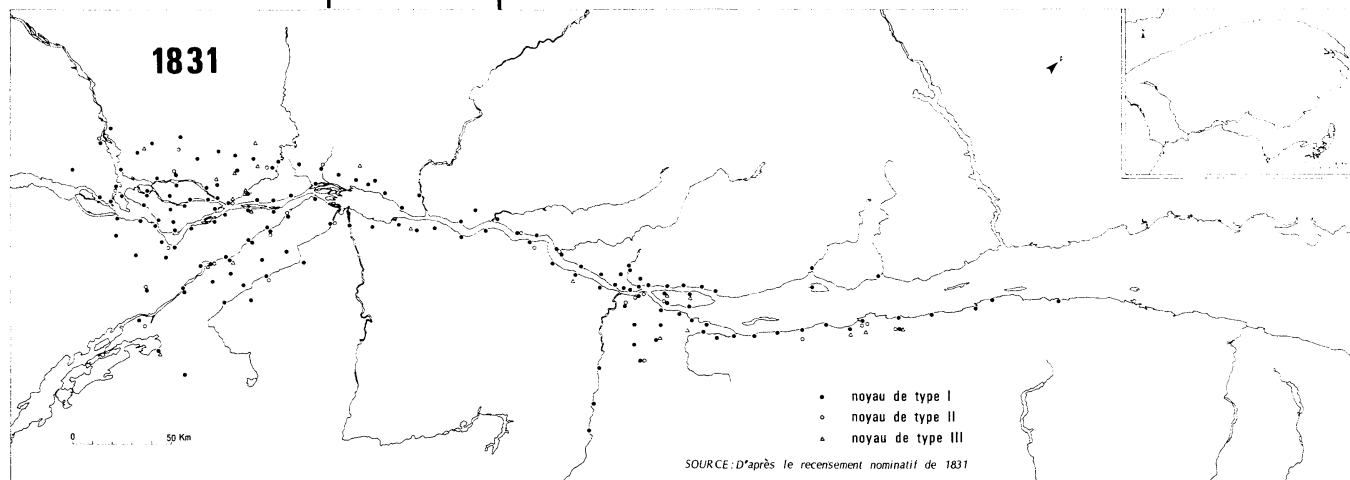 1831
noyau de type I
noyau de type II
noyau de type III
0 50 Km
SOURCE: D'après le recensement nominatif de 1831